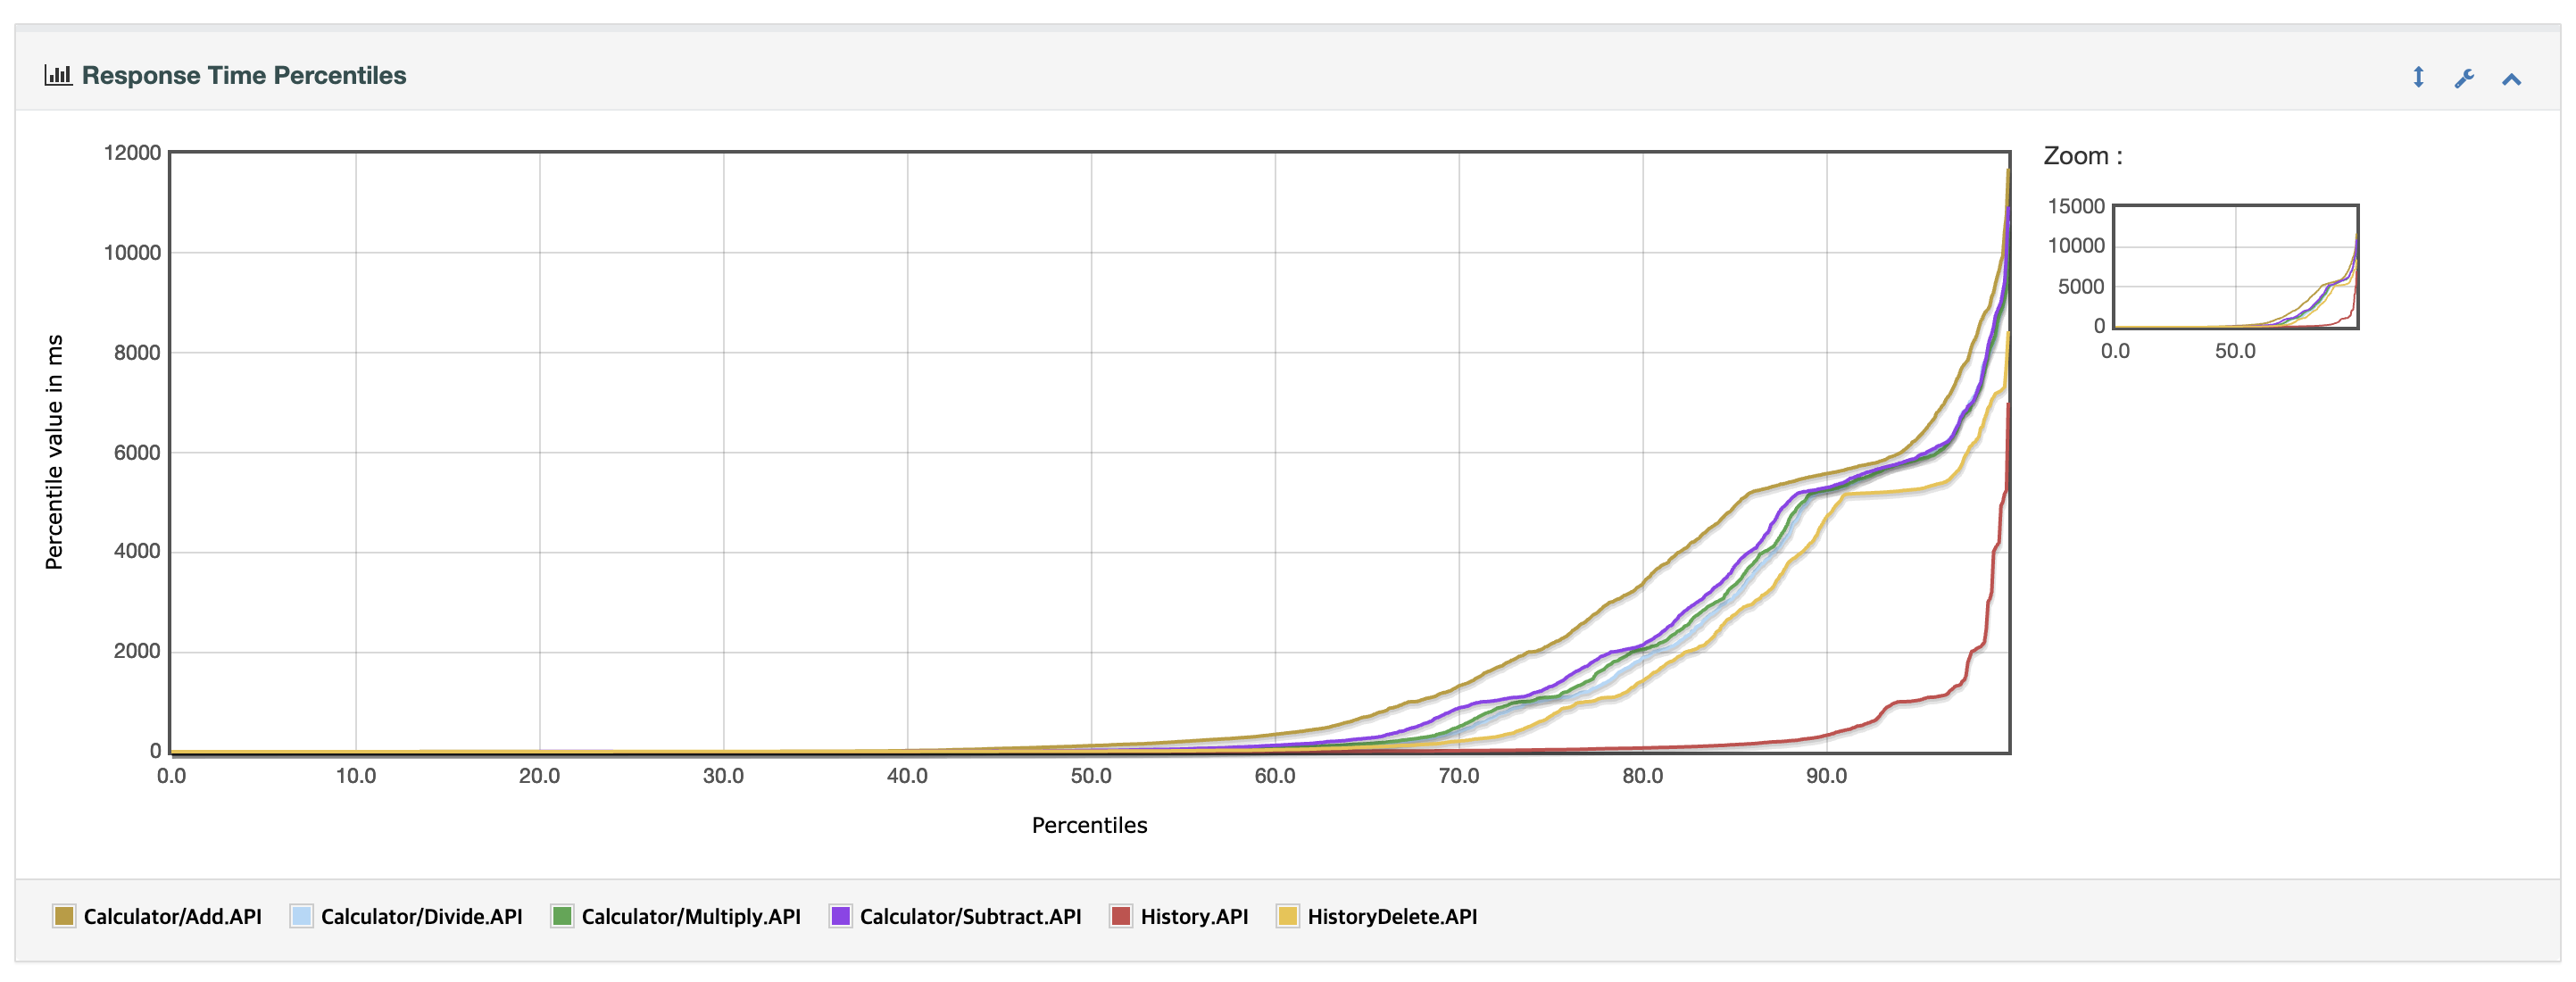 Response Time Percentiles
12000
10000
8000
6000
4000
2000
0
Percentile value in ms
0.0 10.0 20.0 30.0 40.0 50.0 60.0 70.0 80.0 90.0
Percentiles
Zoom :
15000
10000
5000
0
0.0 50.0
Calculator/Add.API Calculator/Divide.API Calculator/Multiply.API Calculator/Subtract.API History.API HistoryDelete.API